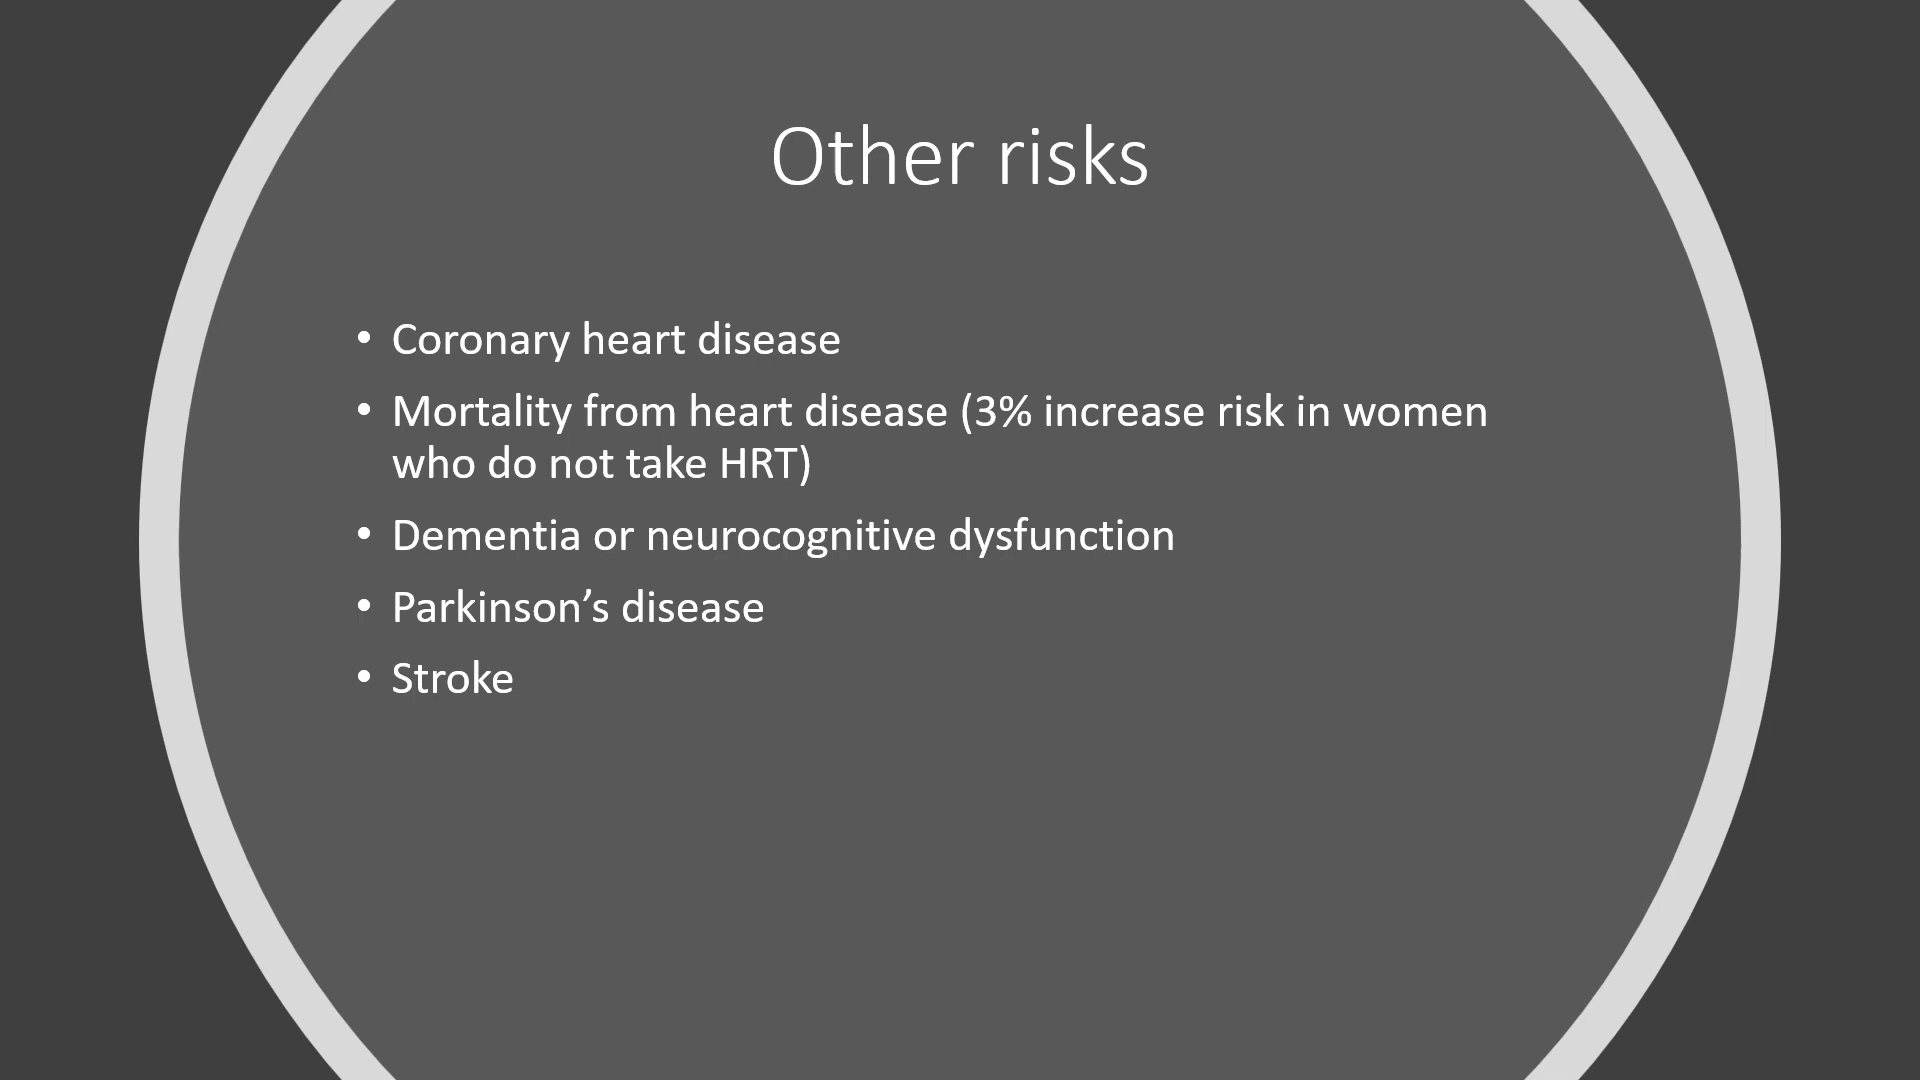 Other risks
• Coronary heart disease
• Mortality from heart disease (3% increase risk in women
who do not take HRT)
• Dementia or neurocognitive dysfunction
• Parkinson’s disease
• Stroke